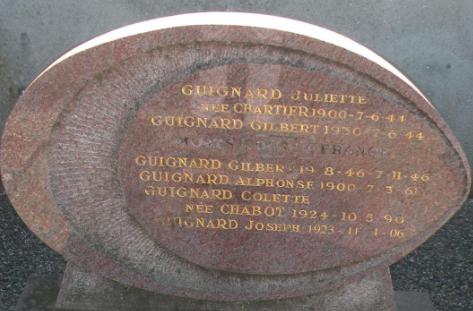 GUIGNARD JULIETTE
NÉE CHARTIER 1900-7-6-44
GUIGNARD GILBERT 1930 7-6-44
FRANCE
GUIGNARD GILBER 19 8-46-7-11-46
GUIGNARD ALPHONSE 1900 7-3-61
GUIGNARD COLETTE
NÉE CHABOT 1924-10-5-90
GUIGNARD JOSEPH 1923-11-4-06